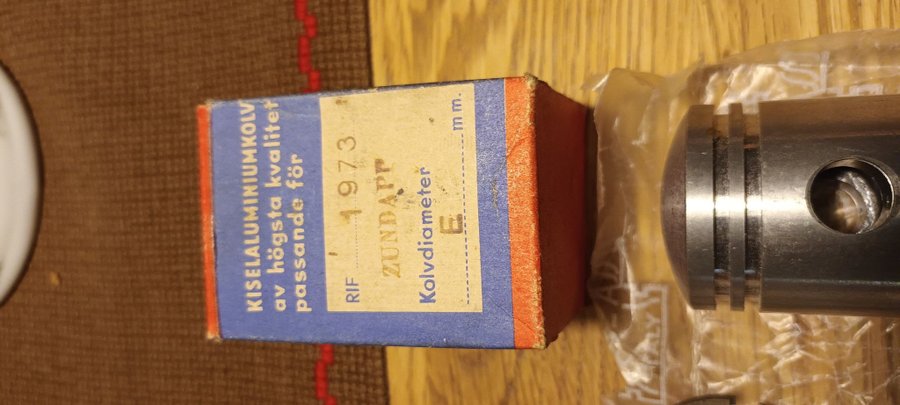 KISELALUMINIUMKOLV
av högsta kvalitet
passande för
RIF 1973
ZUNDAPP
Kolvdiameter
E mm.